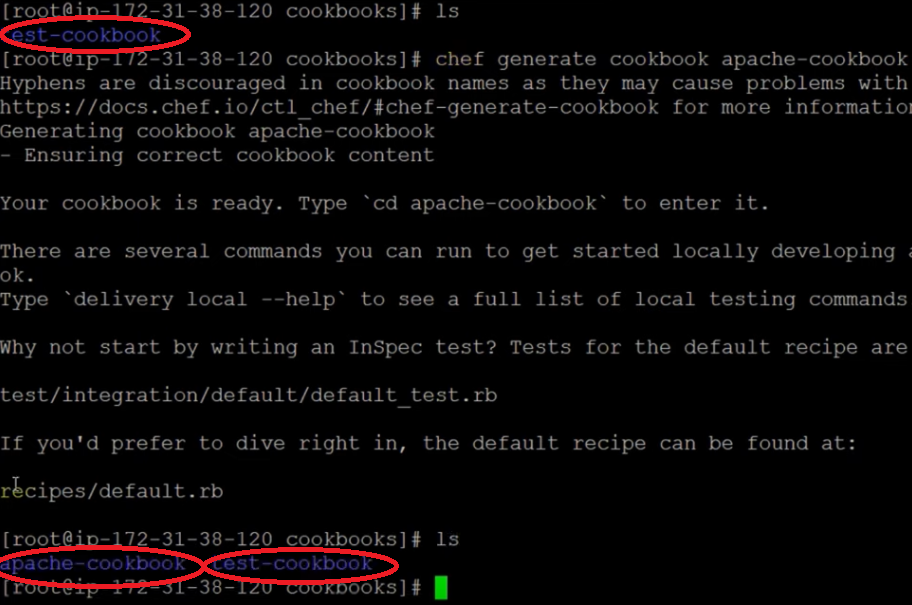 [root@ip-172-31-38-120 cookbooks]# ls
test-cookbook
[root@ip-172-31-38-120 cookbooks]# chef generate cookbook apache-cookbook
Hyphens are discouraged in cookbook names as they may cause problems with
https://docs.chef.io/ctl_chef/#chef-generate-cookbook for more information
Generating cookbook apache-cookbook
- Ensuring correct cookbook content
Your cookbook is ready. Type `cd apache-cookbook` to enter it.
There are several commands you can run to get started locally developing a
ok.
Type `delivery local --help` to see a full list of local testing commands
Why not start by writing an InSpec test? Tests for the default recipe are
test/integration/default/default_test.rb
If you'd prefer to dive right in, the default recipe can be found at:
recipes/default.rb
[root@ip-172-31-38-120 cookbooks]# ls
apache-cookbook test-cookbook
[root@ip-172-31-38-120 cookbooks]#